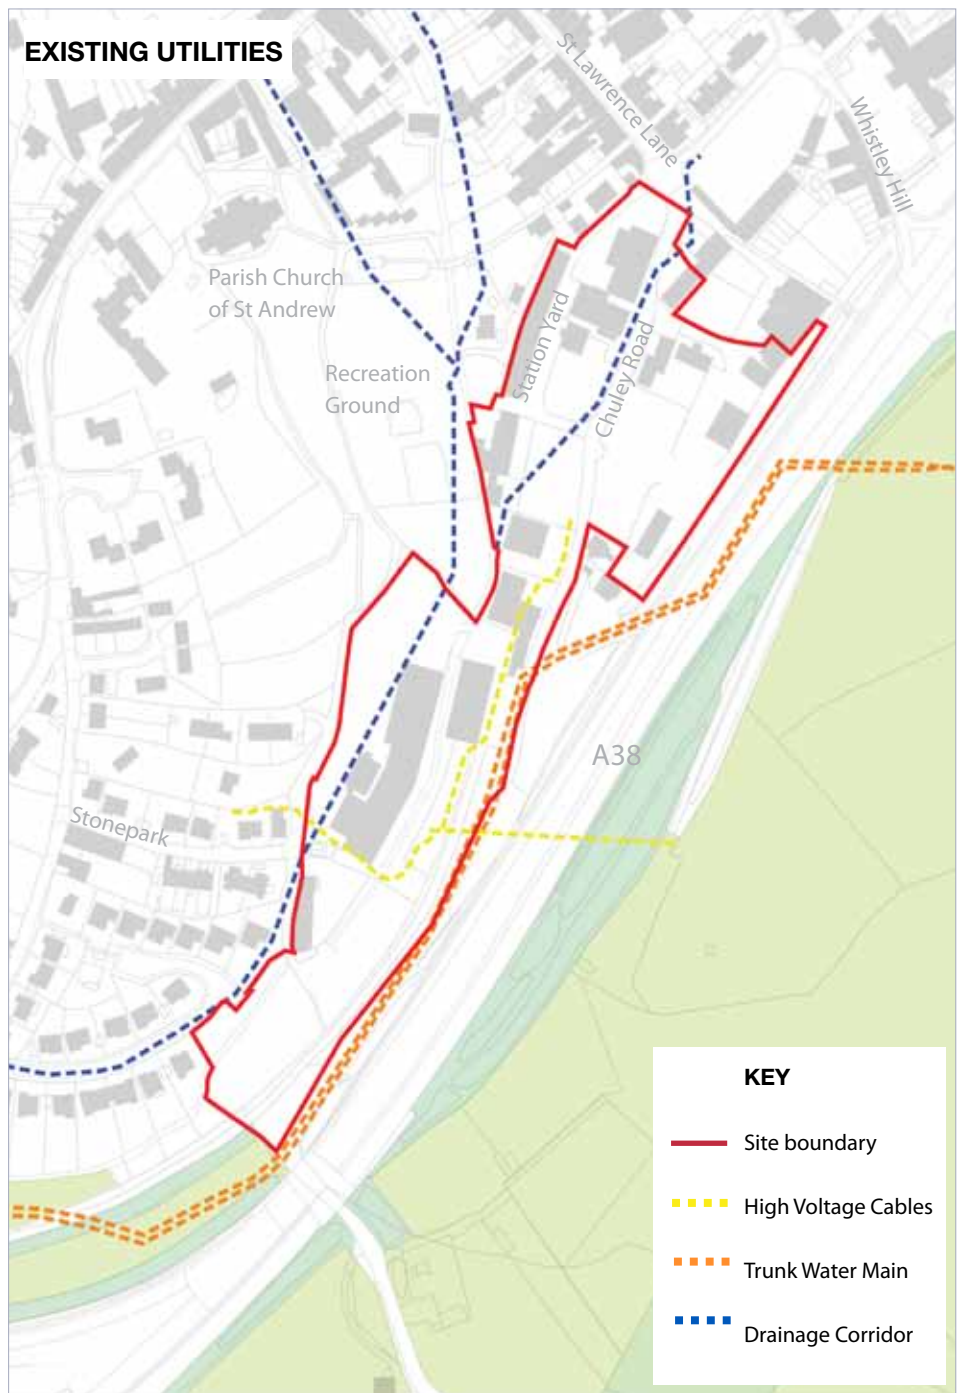 EXISTING UTILITIES
St Lawrence Lane
Whistley Hill
Parish Church
of St Andrew
Station Yard
Chuley Road
Recreation
Ground
A38
Stonepark
KEY
Site boundary
High Voltage Cables
Trunk Water Main
Drainage Corridor